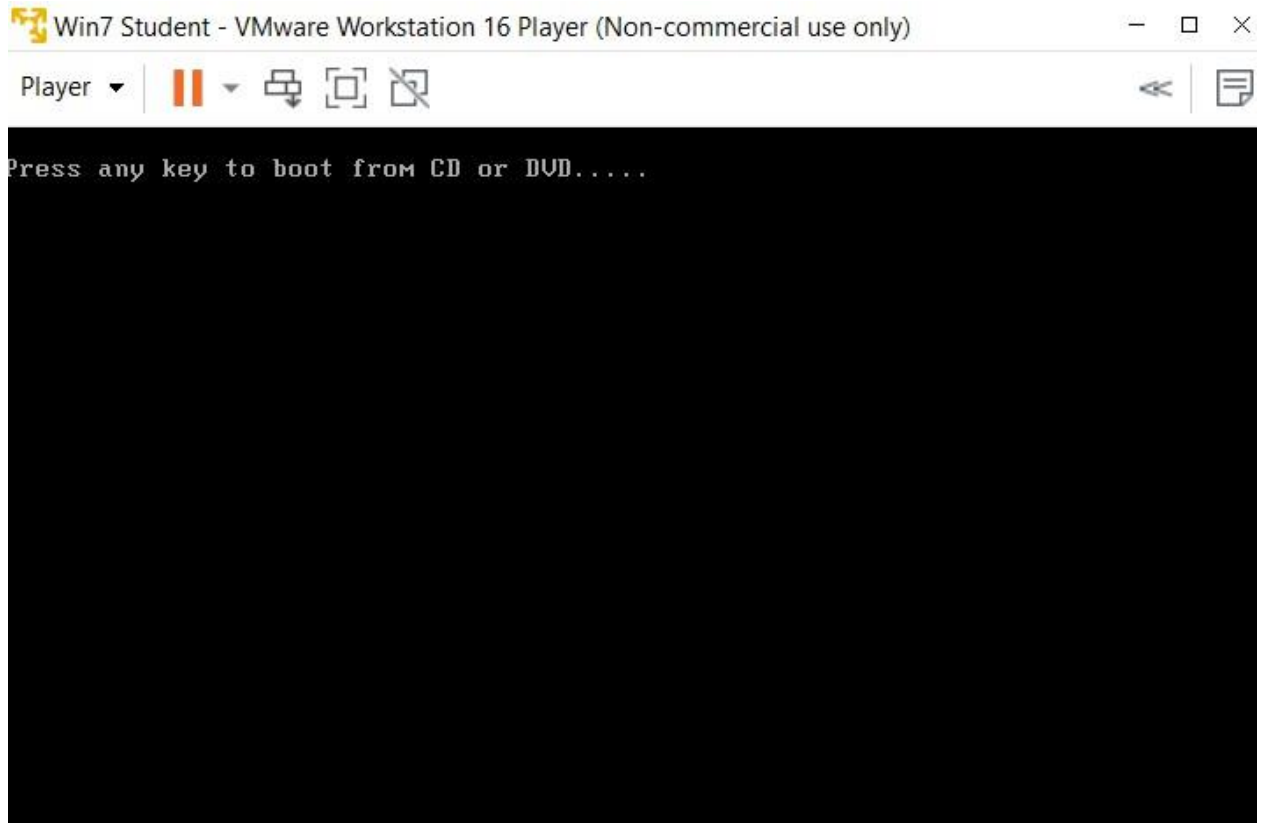 Win7 Student - VMware Workstation 16 Player (Non-commercial use only)
Player
Press any key to boot from CD or DVD.....